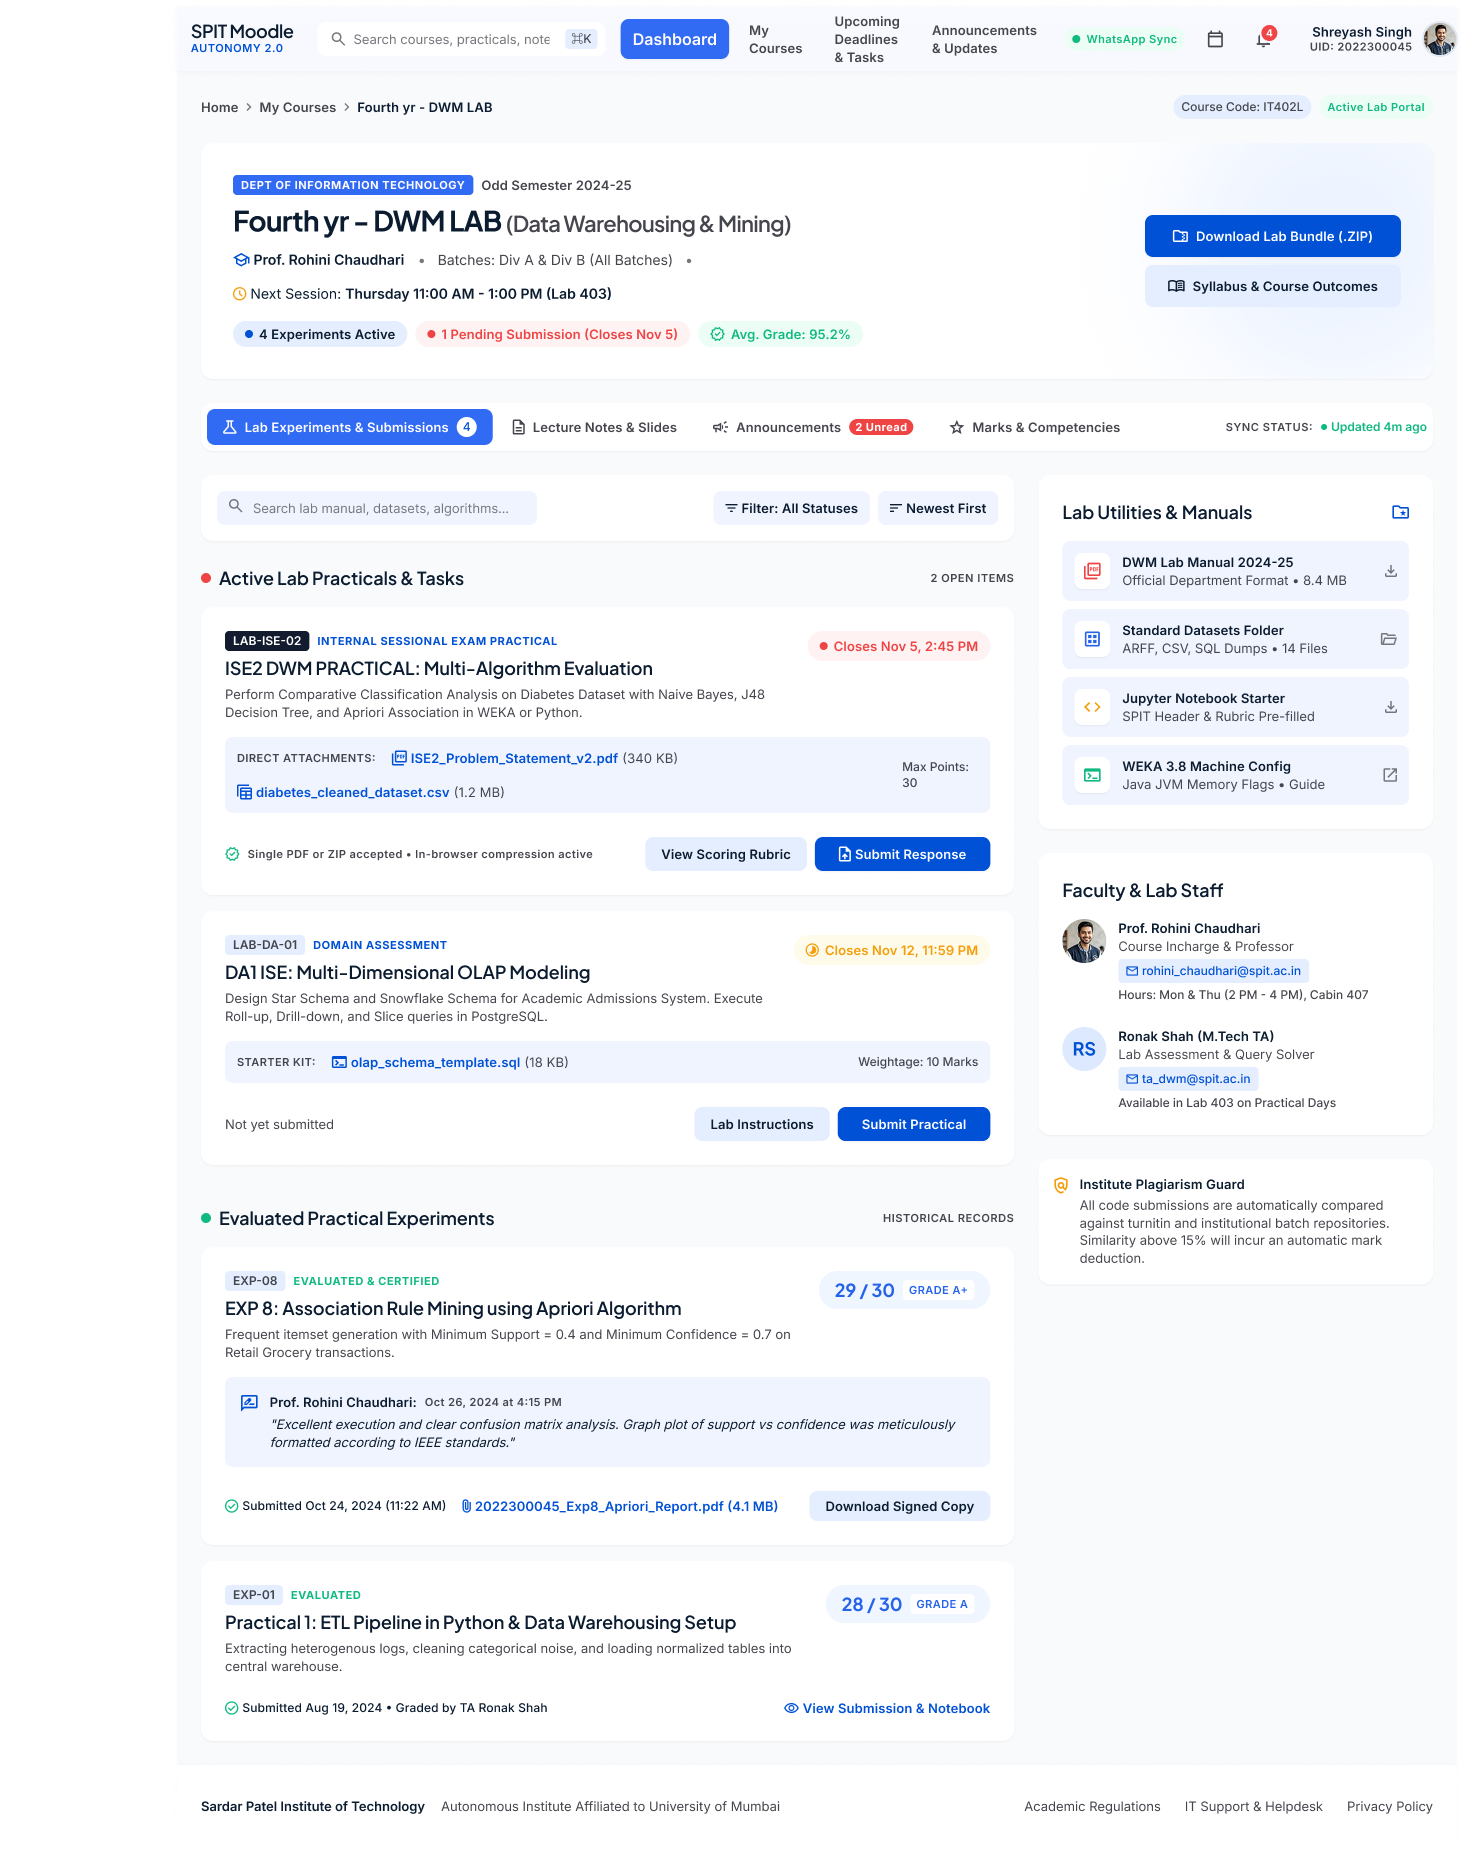 SPIT Moodle
AUTONOMY 2.0
Search courses, practicals, note
⌘K
Dashboard
My
Courses
Upcoming
Deadlines
& Tasks
Announcements
& Updates
WhatsApp Sync
4
Shreyash Singh
UID: 2022300045
Home > My Courses > Fourth yr - DWM LAB
Course Code: IT402L
Active Lab Portal
DEPT OF INFORMATION TECHNOLOGY Odd Semester 2024-25
Fourth yr – DWM LAB (Data Warehousing & Mining)
Prof. Rohini Chaudhari • Batches: Div A & Div B (All Batches) •
Next Session: Thursday 11:00 AM - 1:00 PM (Lab 403)
4 Experiments Active
1 Pending Submission (Closes Nov 5)
Avg. Grade: 95.2%
Download Lab Bundle (.ZIP)
Syllabus & Course Outcomes
Lab Experiments & Submissions 4
Lecture Notes & Slides
Announcements 2 Unread
Marks & Competencies
SYNC STATUS: Updated 4m ago
Search lab manual, datasets, algorithms...
Filter: All Statuses
Newest First
Active Lab Practicals & Tasks
2 OPEN ITEMS
LAB-ISE-02 INTERNAL SESSIONAL EXAM PRACTICAL
Closes Nov 5, 2:45 PM
ISE2 DWM PRACTICAL: Multi-Algorithm Evaluation
Perform Comparative Classification Analysis on Diabetes Dataset with Naive Bayes, J48
Decision Tree, and Apriori Association in WEKA or Python.
DIRECT ATTACHMENTS: ISE2_Problem_Statement_v2.pdf (340 KB)
diabetes_cleaned_dataset.csv (1.2 MB)
Max Points:
30
Single PDF or ZIP accepted • In-browser compression active
View Scoring Rubric
Submit Response
LAB-DA-01 DOMAIN ASSESSMENT
Closes Nov 12, 11:59 PM
DA1 ISE: Multi-Dimensional OLAP Modeling
Design Star Schema and Snowflake Schema for Academic Admissions System. Execute
Roll-up, Drill-down, and Slice queries in PostgreSQL.
STARTER KIT: olap_schema_template.sql (18 KB)
Weightage: 10 Marks
Not yet submitted
Lab Instructions
Submit Practical
Evaluated Practical Experiments
HISTORICAL RECORDS
EXP-08 EVALUATED & CERTIFIED
29 / 30 GRADE A+
EXP 8: Association Rule Mining using Apriori Algorithm
Frequent itemset generation with Minimum Support = 0.4 and Minimum Confidence = 0.7 on
Retail Grocery transactions.
Prof. Rohini Chaudhari: Oct 26, 2024 at 4:15 PM
"Excellent execution and clear confusion matrix analysis. Graph plot of support vs confidence was meticulously
formatted according to IEEE standards."
Submitted Oct 24, 2024 (11:22 AM)
2022300045_Exp8_Apriori_Report.pdf (4.1 MB)
Download Signed Copy
EXP-01 EVALUATED
28 / 30 GRADE A
Practical 1: ETL Pipeline in Python & Data Warehousing Setup
Extracting heterogenous logs, cleaning categorical noise, and loading normalized tables into
central warehouse.
Submitted Aug 19, 2024 • Graded by TA Ronak Shah
View Submission & Notebook
Lab Utilities & Manuals
PDF
DWM Lab Manual 2024-25
Official Department Format • 8.4 MB
Standard Datasets Folder
ARFF, CSV, SQL Dumps • 14 Files
Jupyter Notebook Starter
SPIT Header & Rubric Pre-filled
WEKA 3.8 Machine Config
Java JVM Memory Flags • Guide
Faculty & Lab Staff
Prof. Rohini Chaudhari
Course Incharge & Professor
rohini_chaudhari@spit.ac.in
Hours: Mon & Thu (2 PM - 4 PM), Cabin 407
RS
Ronak Shah (M.Tech TA)
Lab Assessment & Query Solver
ta_dwm@spit.ac.in
Available in Lab 403 on Practical Days
Institute Plagiarism Guard
All code submissions are automatically compared
against turnitin and institutional batch repositories.
Similarity above 15% will incur an automatic mark
deduction.
Sardar Patel Institute of Technology
Autonomous Institute Affiliated to University of Mumbai
Academic Regulations
IT Support & Helpdesk
Privacy Policy